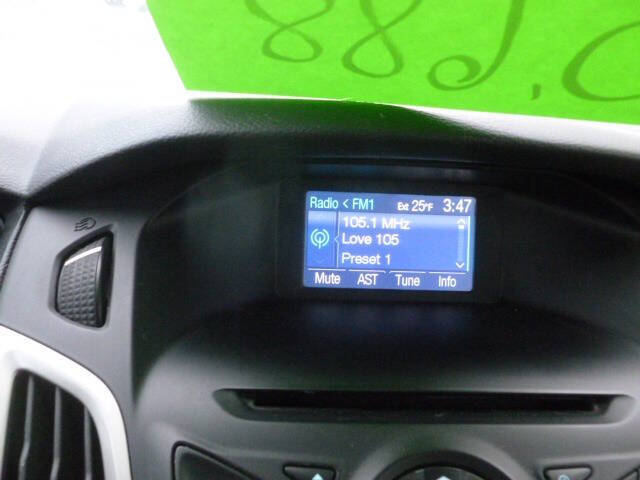 Radio < FM1 Ext 25°F 3:47
105.1 MHz
Love 105
Preset 1
Mute AST Tune Info